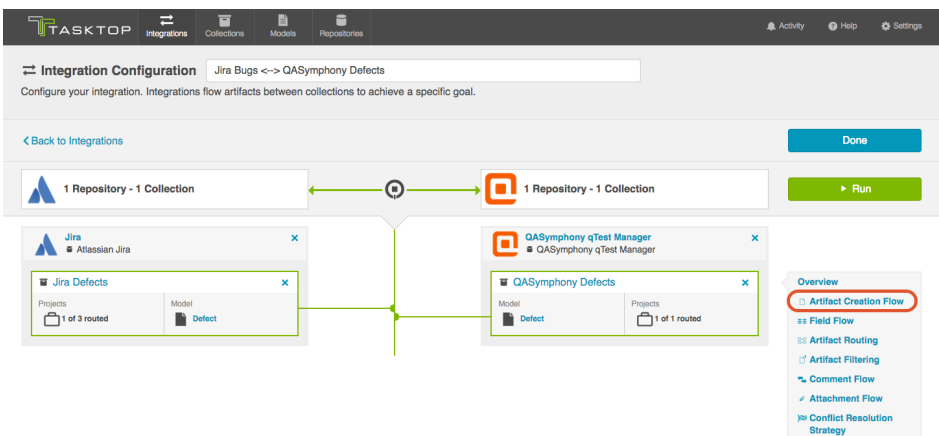 TASKTOP
Integrations
Collections
Models
Repositories
Activity
Help
Settings
Integration Configuration
Jira Bugs <--> QASymphony Defects
Configure your integration. Integrations flow artifacts between collections to achieve a specific goal.
Back to Integrations
Done
1 Repository - 1 Collection
1 Repository - 1 Collection
Run
Jira
Atlassian Jira
QASymphony qTest Manager
QASymphony qTest Manager
Jira Defects
Projects
Model
1 of 3 routed
Defect
QASymphony Defects
Model
Projects
Defect
1 of 1 routed
Overview
Artifact Creation Flow
Field Flow
Artifact Routing
Artifact Filtering
Comment Flow
Attachment Flow
Conflict Resolution
Strategy